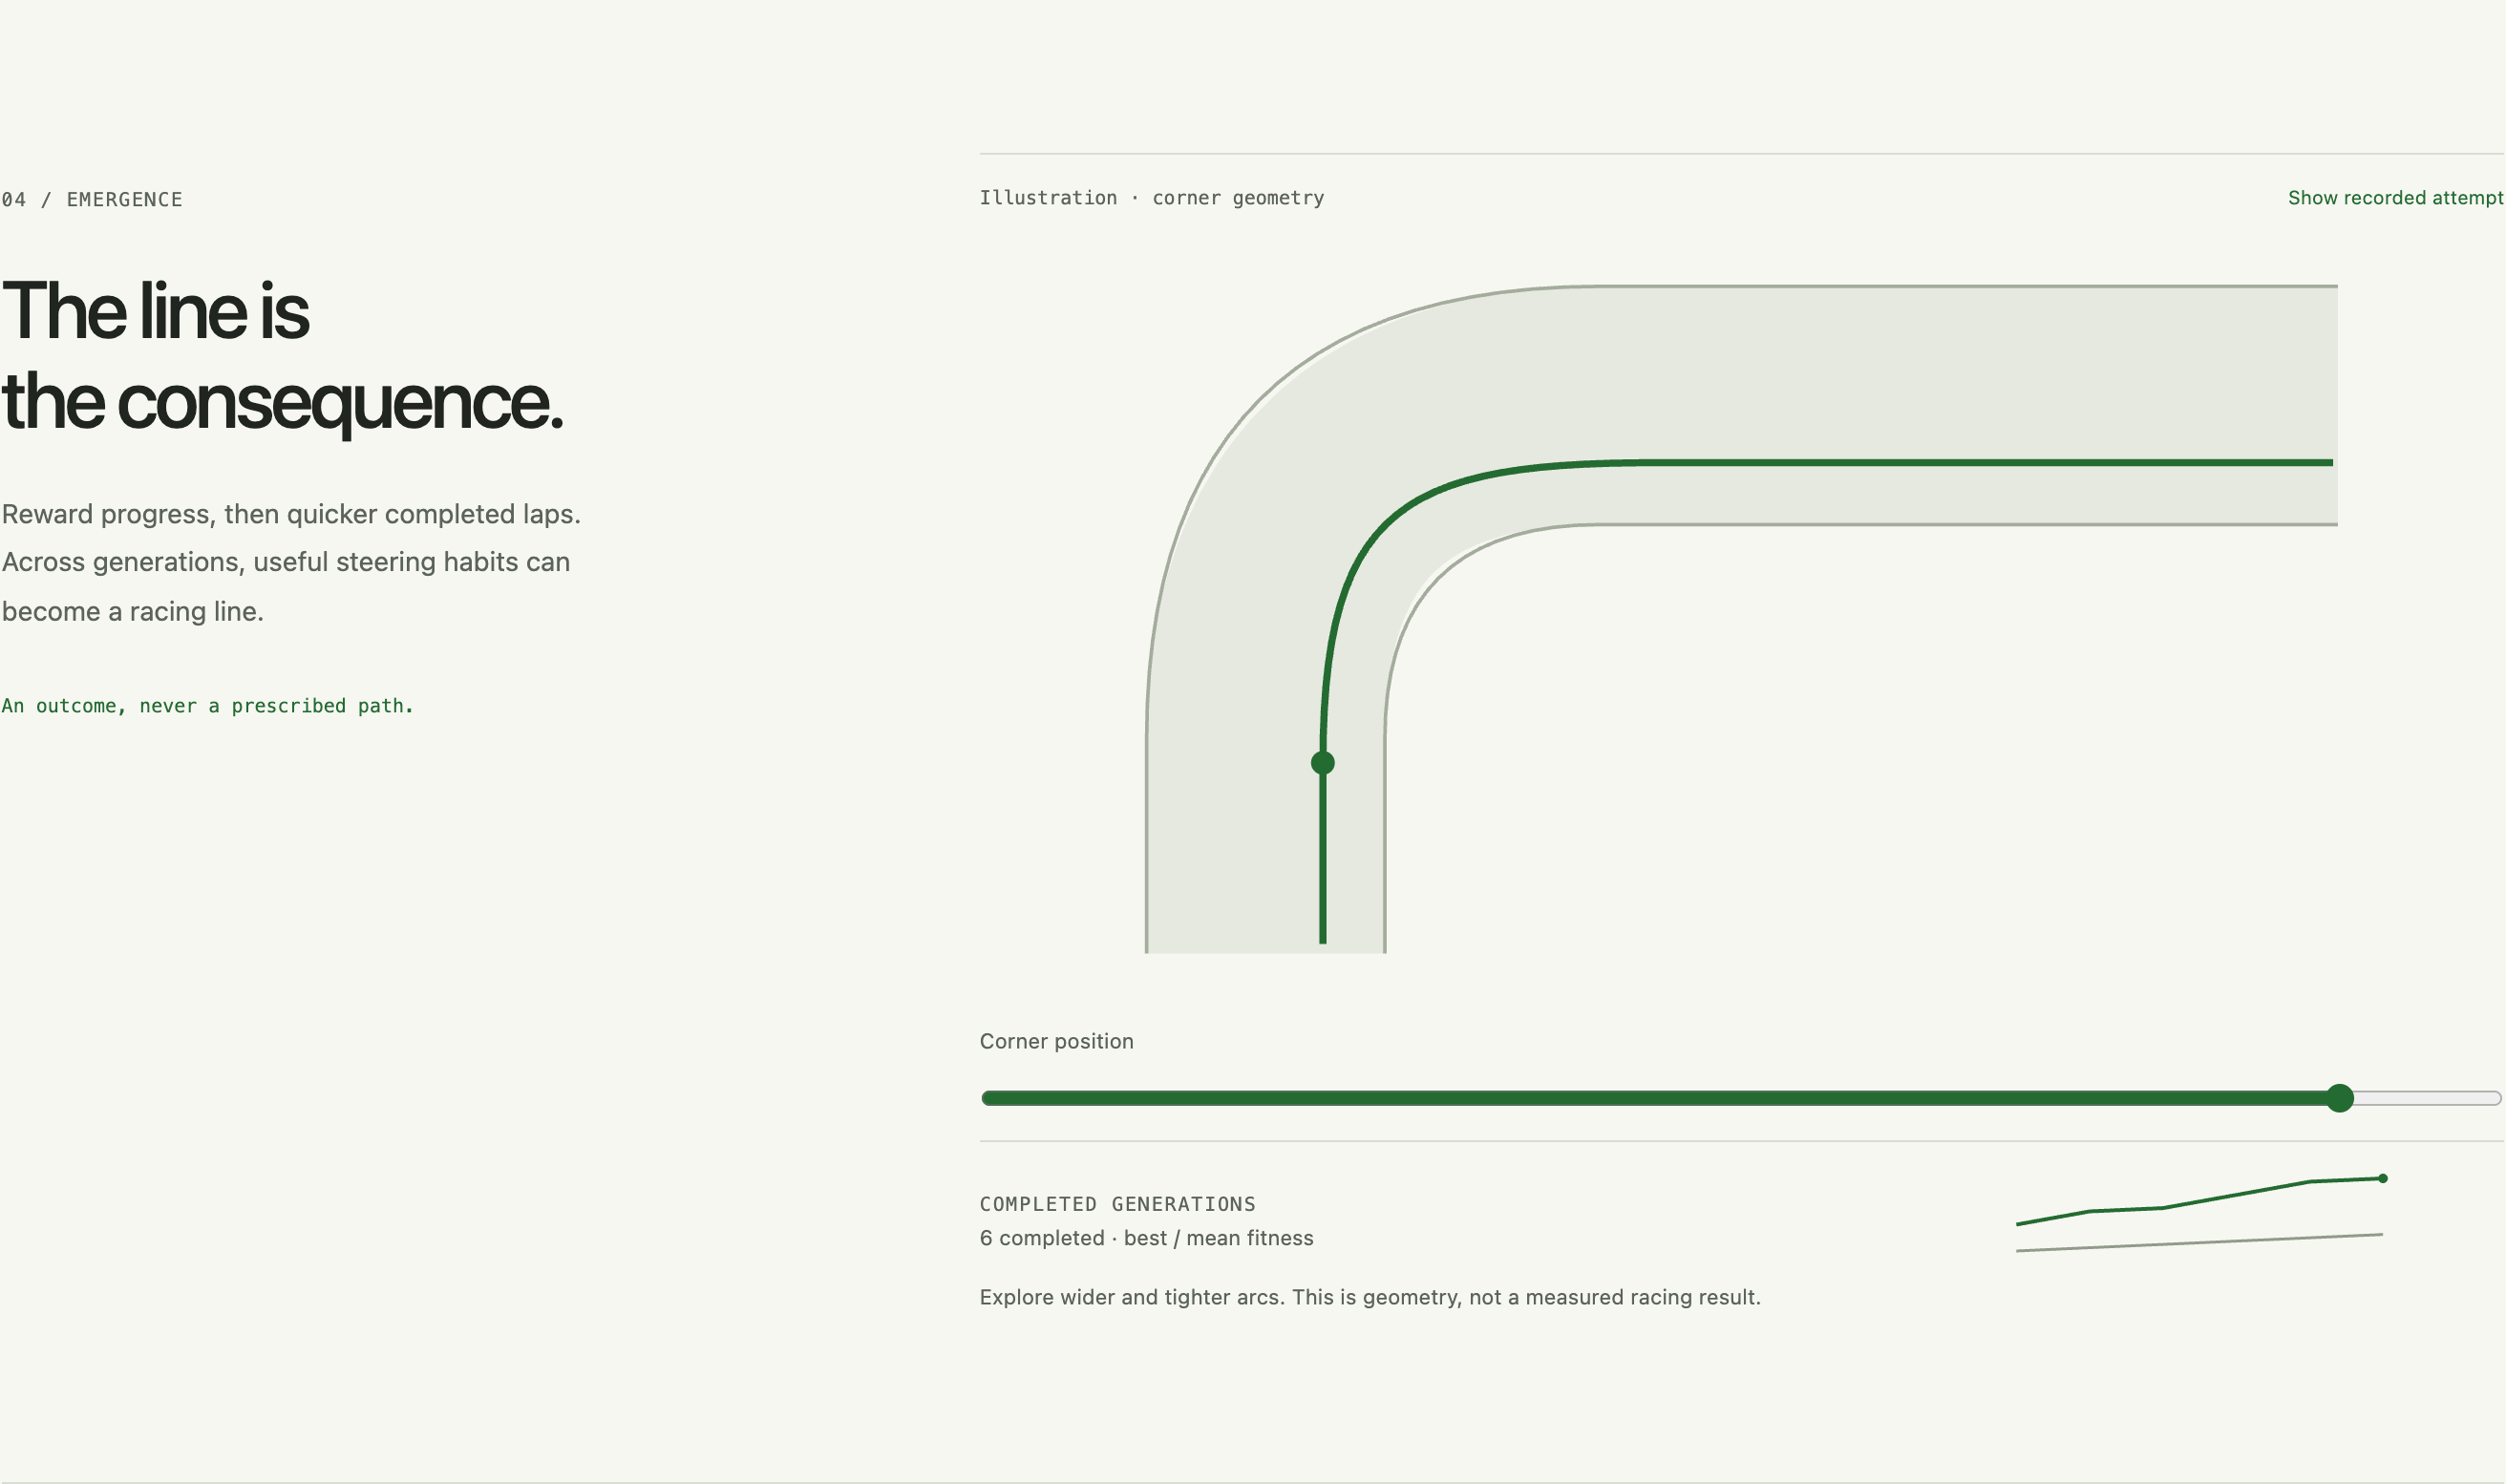 04 / EMERGENCE
The line is
the consequence.
Reward progress, then quicker completed laps.
Across generations, useful steering habits can
become a racing line.
An outcome, never a prescribed path.
Illustration · corner geometry
Show recorded attempt
Corner position
COMPLETED GENERATIONS
6 completed · best / mean fitness
Explore wider and tighter arcs. This is geometry, not a measured racing result.